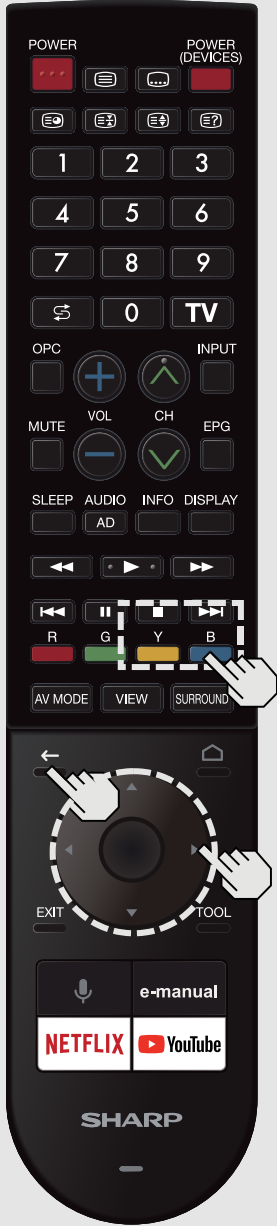 POWER
POWER
(DEVICES)
1 2 3
4 5 6
7 8 9
0 TV
OPC INPUT
MUTE VOL CH EPG
SLEEP AUDIO INFO DISPLAY
AD
R G Y B
AV MODE VIEW SURROUND
EXIT TOOL
e-manual
NETFLIX YouTube
SHARP